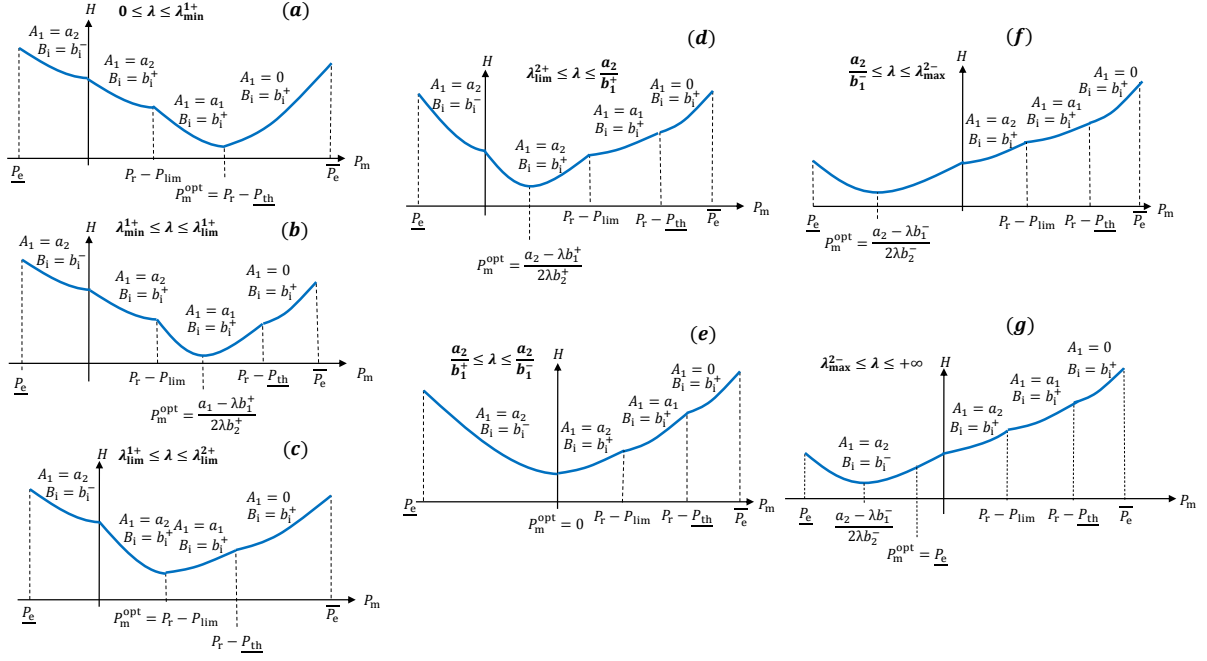 (a)
0 ≤ λ ≤ λ_min^{1+}
H
A_1 = a_2
B_i = b_i^-
A_1 = a_2
B_i = b_i^+
A_1 = a_1
B_i = b_i^+
A_1 = 0
B_i = b_i^+
P_e
P_r − P_lim
P_m^opt = P_r − P_th
P_e
P_m
(b)
λ_min^{1+} ≤ λ ≤ λ_lim^{1+}
H
A_1 = a_2
B_i = b_i^-
A_1 = a_2
B_i = b_i^+
A_1 = a_1
B_i = b_i^+
A_1 = 0
B_i = b_i^+
P_e
P_r − P_lim
P_r − P_th
P_e
P_m
P_m^opt = (a_1 − λb_1^+)/(2λb_2^+)
(c)
λ_lim^{1+} ≤ λ ≤ λ_lim^{2+}
H
A_1 = a_2
B_i = b_i^-
A_1 = a_2
B_i = b_i^+
A_1 = a_1
B_i = b_i^+
A_1 = 0
B_i = b_i^+
P_e
P_m^opt = P_r − P_lim
P_r − P_th
P_e
P_m
(d)
λ_lim^{2+} ≤ λ ≤ a_2/b_1^+
H
A_1 = a_2
B_i = b_i^-
A_1 = a_2
B_i = b_i^+
A_1 = a_1
B_i = b_i^+
A_1 = 0
B_i = b_i^+
P_e
P_r − P_lim
P_r − P_th
P_e
P_m
P_m^opt = (a_2 − λb_1^+)/(2λb_2^+)
(e)
a_2/b_1^+ ≤ λ ≤ a_2/b_1^-
H
A_1 = a_2
B_i = b_i^-
A_1 = a_2
B_i = b_i^+
A_1 = a_1
B_i = b_i^+
A_1 = 0
B_i = b_i^+
P_e
P_m^opt = 0
P_r − P_lim
P_r − P_th
P_e
P_m
(f)
a_2/b_1^- ≤ λ ≤ λ_max^{2-}
H
A_1 = a_2
B_i = b_i^+
A_1 = a_1
B_i = b_i^+
A_1 = 0
B_i = b_i^+
P_e
P_r − P_lim
P_r − P_th
P_e
P_m
P_m^opt = (a_2 − λb_1^-)/(2λb_2^-)
(g)
λ_max^{2-} ≤ λ ≤ +∞
H
A_1 = a_2
B_i = b_i^-
A_1 = a_2
B_i = b_i^+
A_1 = a_1
B_i = b_i^+
A_1 = 0
B_i = b_i^+
P_e
(a_2 − λb_1^-)/(2λb_2^-)
P_m^opt = P_e
P_r − P_lim
P_r − P_th
P_e
P_m